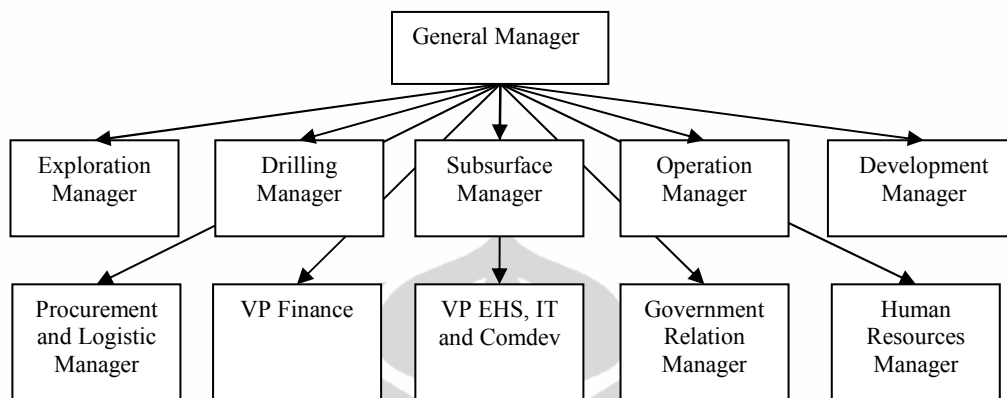 General Manager
Exploration
Manager
Drilling
Manager
Subsurface
Manager
Operation
Manager
Development
Manager
Procurement
and Logistic
Manager
VP Finance
VP EHS, IT
and Comdev
Government
Relation
Manager
Human
Resources
Manager